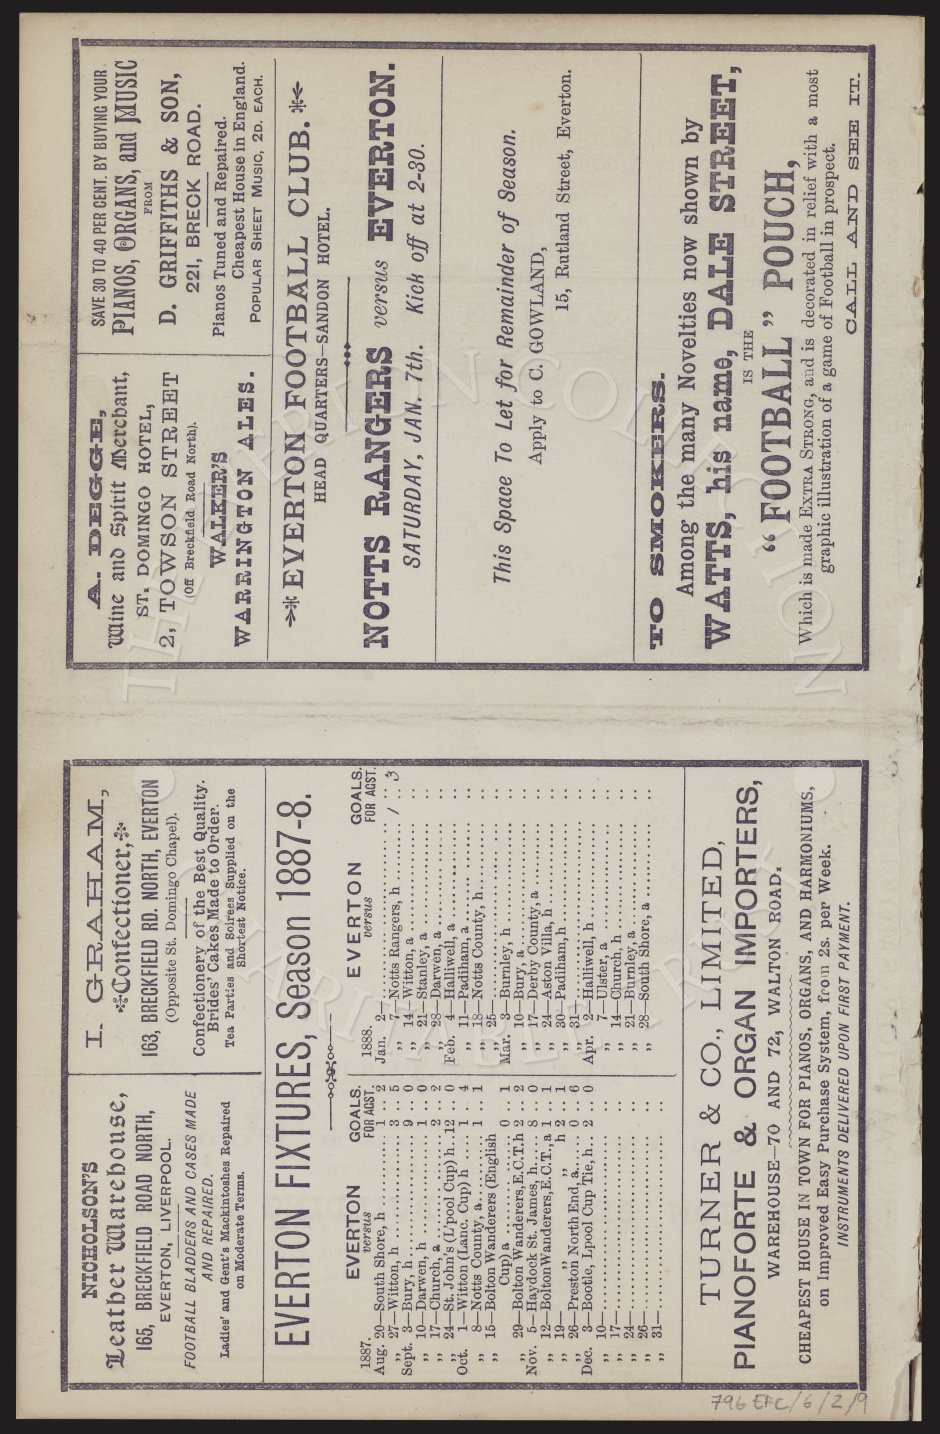 NICHOLSON'S
Leather Warehouse,
165, BRECKFIELD ROAD NORTH,
EVERTON, LIVERPOOL.
FOOTBALL BLADDERS AND CASES MADE
AND REPAIRED.
Ladies' and Gent's Mackintoshes Repaired
on Moderate Terms.
I. GRAHAM,
Confectioner,
163, BRECKFIELD RD. NORTH, EVERTON
(Opposite St. Domingo Chapel).
Confectionery of the Best Quality.
Brides' Cakes Made to Order.
Tea Parties and Soirees Supplied on the
Shortest Notice.
EVERTON FIXTURES, Season 1887-8.
EVERTON GOALS.
1887. versus FOR AGST.
Aug. 20—South Shore, h .......... 1 .. 2
,, 27—Witton, h .......... 3 .. 5
Sept. 3—Bury, h .......... 9 .. 0
,, 10—Darwen, h .......... 1 .. 0
,, 17—Church, a .......... 2 .. 2
,, 24—St. John's (L'pool Cup) h .. 12 .. 0
Oct. 1—Witton (Lanc. Cup) h .... 1 .. 4
,, 8—Notts County, a .......... 1 .. 1
,, 15—Bolton Wanderers (English
Cup) a .......... 0 .. 1
,, 29—Bolton Wanderers, E.C.T. h 2 .. 2
Nov. 5—Haydock St. James, h .... 8 .. 0
,, 12—Bolton Wanderers, E.C.T., a 1 .. 1
,, 19— ,, ,, h 2 .. 1
,, 26—Preston North End, a .... 0 .. 6
Dec. 3—Bootle, Lpool Cup Tie, h .. 2 .. 0
,, 10— ..........
,, 17— ..........
,, 24— ..........
,, 26— ..........
,, 31— ..........
EVERTON GOALS.
1888. versus FOR AGST.
Jan. 2— ..........
,, 7—Notts Rangers, h .......... 1 .. 3
,, 14—Witton, a ..........
,, 21—Stanley, a ..........
,, 28—Darwen, a ..........
Feb. 4—Halliwell, a ..........
,, 11—Padiham, a ..........
,, 18—Notts County, h ..........
,, 25— ..........
Mar. 3—Burnley, h ..........
,, 10—Bury, a ..........
,, 17—Derby County, a ..........
,, 24—Aston Villa, h ..........
,, 30—Padiham, h ..........
,, 31— ..........
Apr. 2—Halliwell, h ..........
,, 7—Ulster, a ..........
,, 14—Church, h ..........
,, 21—Burnley, a ..........
,, 28—South Shore, a ..........
TURNER & CO., LIMITED,
PIANOFORTE & ORGAN IMPORTERS,
WAREHOUSE—70 AND 72, WALTON ROAD.
CHEAPEST HOUSE IN TOWN FOR PIANOS, ORGANS, AND HARMONIUMS,
on Improved Easy Purchase System, from 2s. per Week.
INSTRUMENTS DELIVERED UPON FIRST PAYMENT.
796 EFC/6/2/9
A. DEGGE,
Wine and Spirit Merchant,
ST. DOMINGO HOTEL,
2, TOWSON STREET
(Off Breckfield Road North).
WALKER'S
WARRINGTON ALES.
SAVE 30 TO 40 PER CENT. BY BUYING YOUR
PIANOS, ORGANS, and MUSIC
FROM
D. GRIFFITHS & SON,
221, BRECK ROAD.
Pianos Tuned and Repaired.
Cheapest House in England.
POPULAR SHEET MUSIC, 2D. EACH.
EVERTON FOOTBALL CLUB.
HEAD QUARTERS—SANDON HOTEL.
NOTTS RANGERS versus EVERTON.
SATURDAY, JAN. 7th. Kick off at 2-30.
This Space To Let for Remainder of Season.
Apply to C. GOWLAND,
15, Rutland Street, Everton.
TO SMOKERS.
Among the many Novelties now shown by
WATTS, his name, DALE STREET,
IS THE
"FOOTBALL" POUCH,
Which is made EXTRA STRONG, and is decorated in relief with a most
graphic illustration of a game of Football in prospect.
CALL AND SEE IT.
THE EVERTON COLLECTION
CHARITABLE TRUST